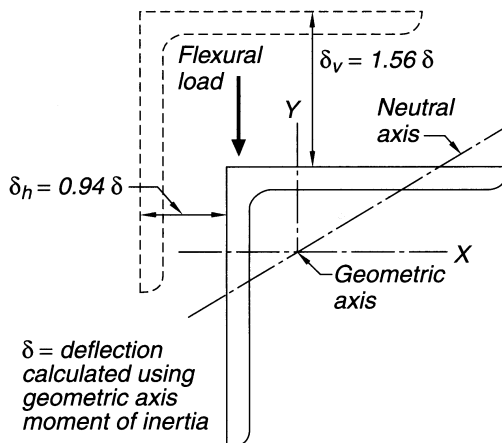 Flexural
load
δv = 1.56 δ
Y
Neutral
axis
δh = 0.94 δ
X
Geometric
axis
δ = deflection
calculated using
geometric axis
moment of inertia